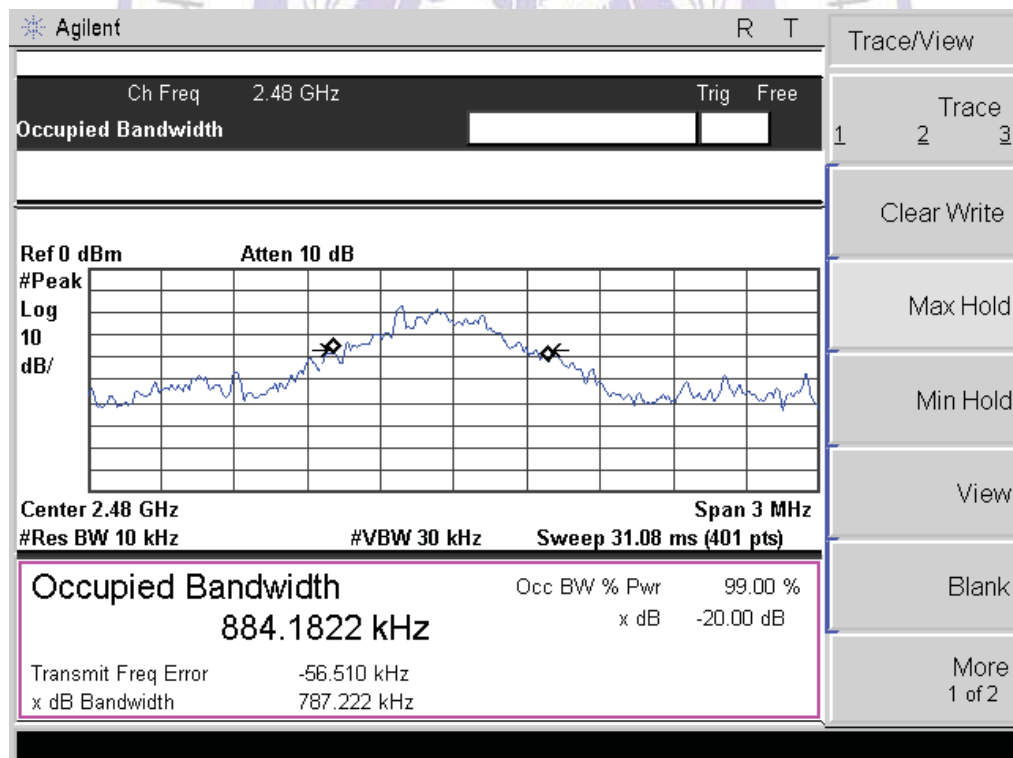 Agilent
R T
Trace/View
Ch Freq 2.48 GHz
Trig Free
Occupied Bandwidth
Trace
1 2 3
Clear Write
Max Hold
Min Hold
View
Blank
More
1 of 2
Ref 0 dBm
Atten 10 dB
#Peak
Log
10
dB/
Center 2.48 GHz
Span 3 MHz
#Res BW 10 kHz
#VBW 30 kHz
Sweep 31.08 ms (401 pts)
Occupied Bandwidth
884.1822 kHz
Occ BW % Pwr 99.00 %
x dB -20.00 dB
Transmit Freq Error -56.510 kHz
x dB Bandwidth 787.222 kHz